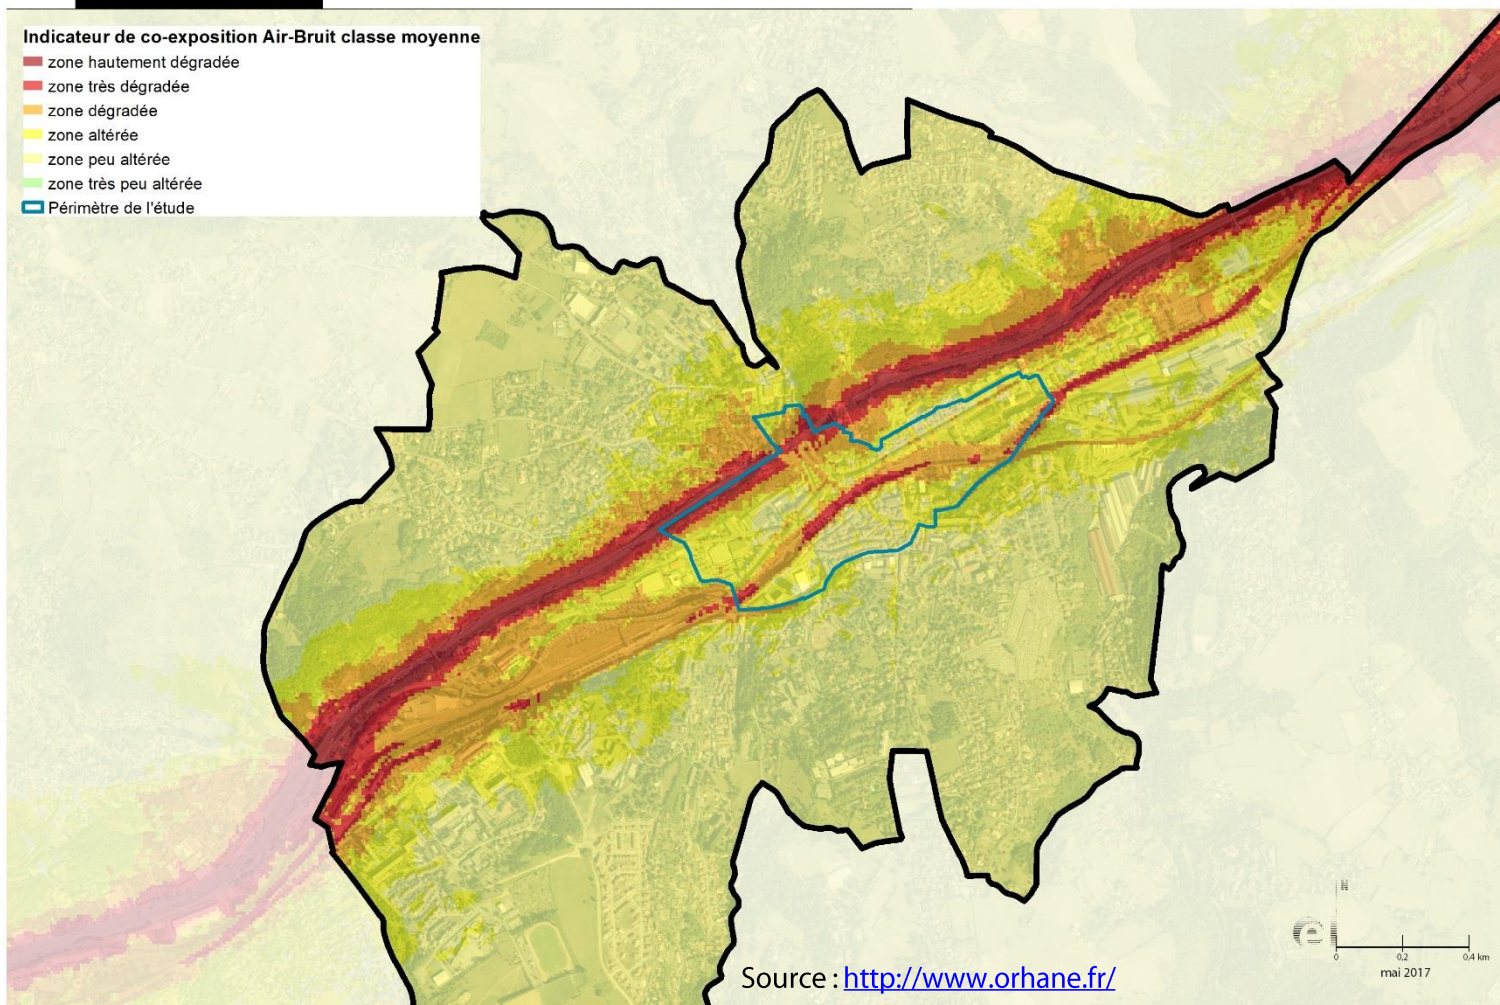 Indicateur de co-exposition Air-Bruit classe moyenne
zone hautement dégradée
zone très dégradée
zone dégradée
zone altérée
zone peu altérée
zone très peu altérée
Périmètre de l'étude
0 0,2 0,4 km
mai 2017
Source : http://www.orhane.fr/